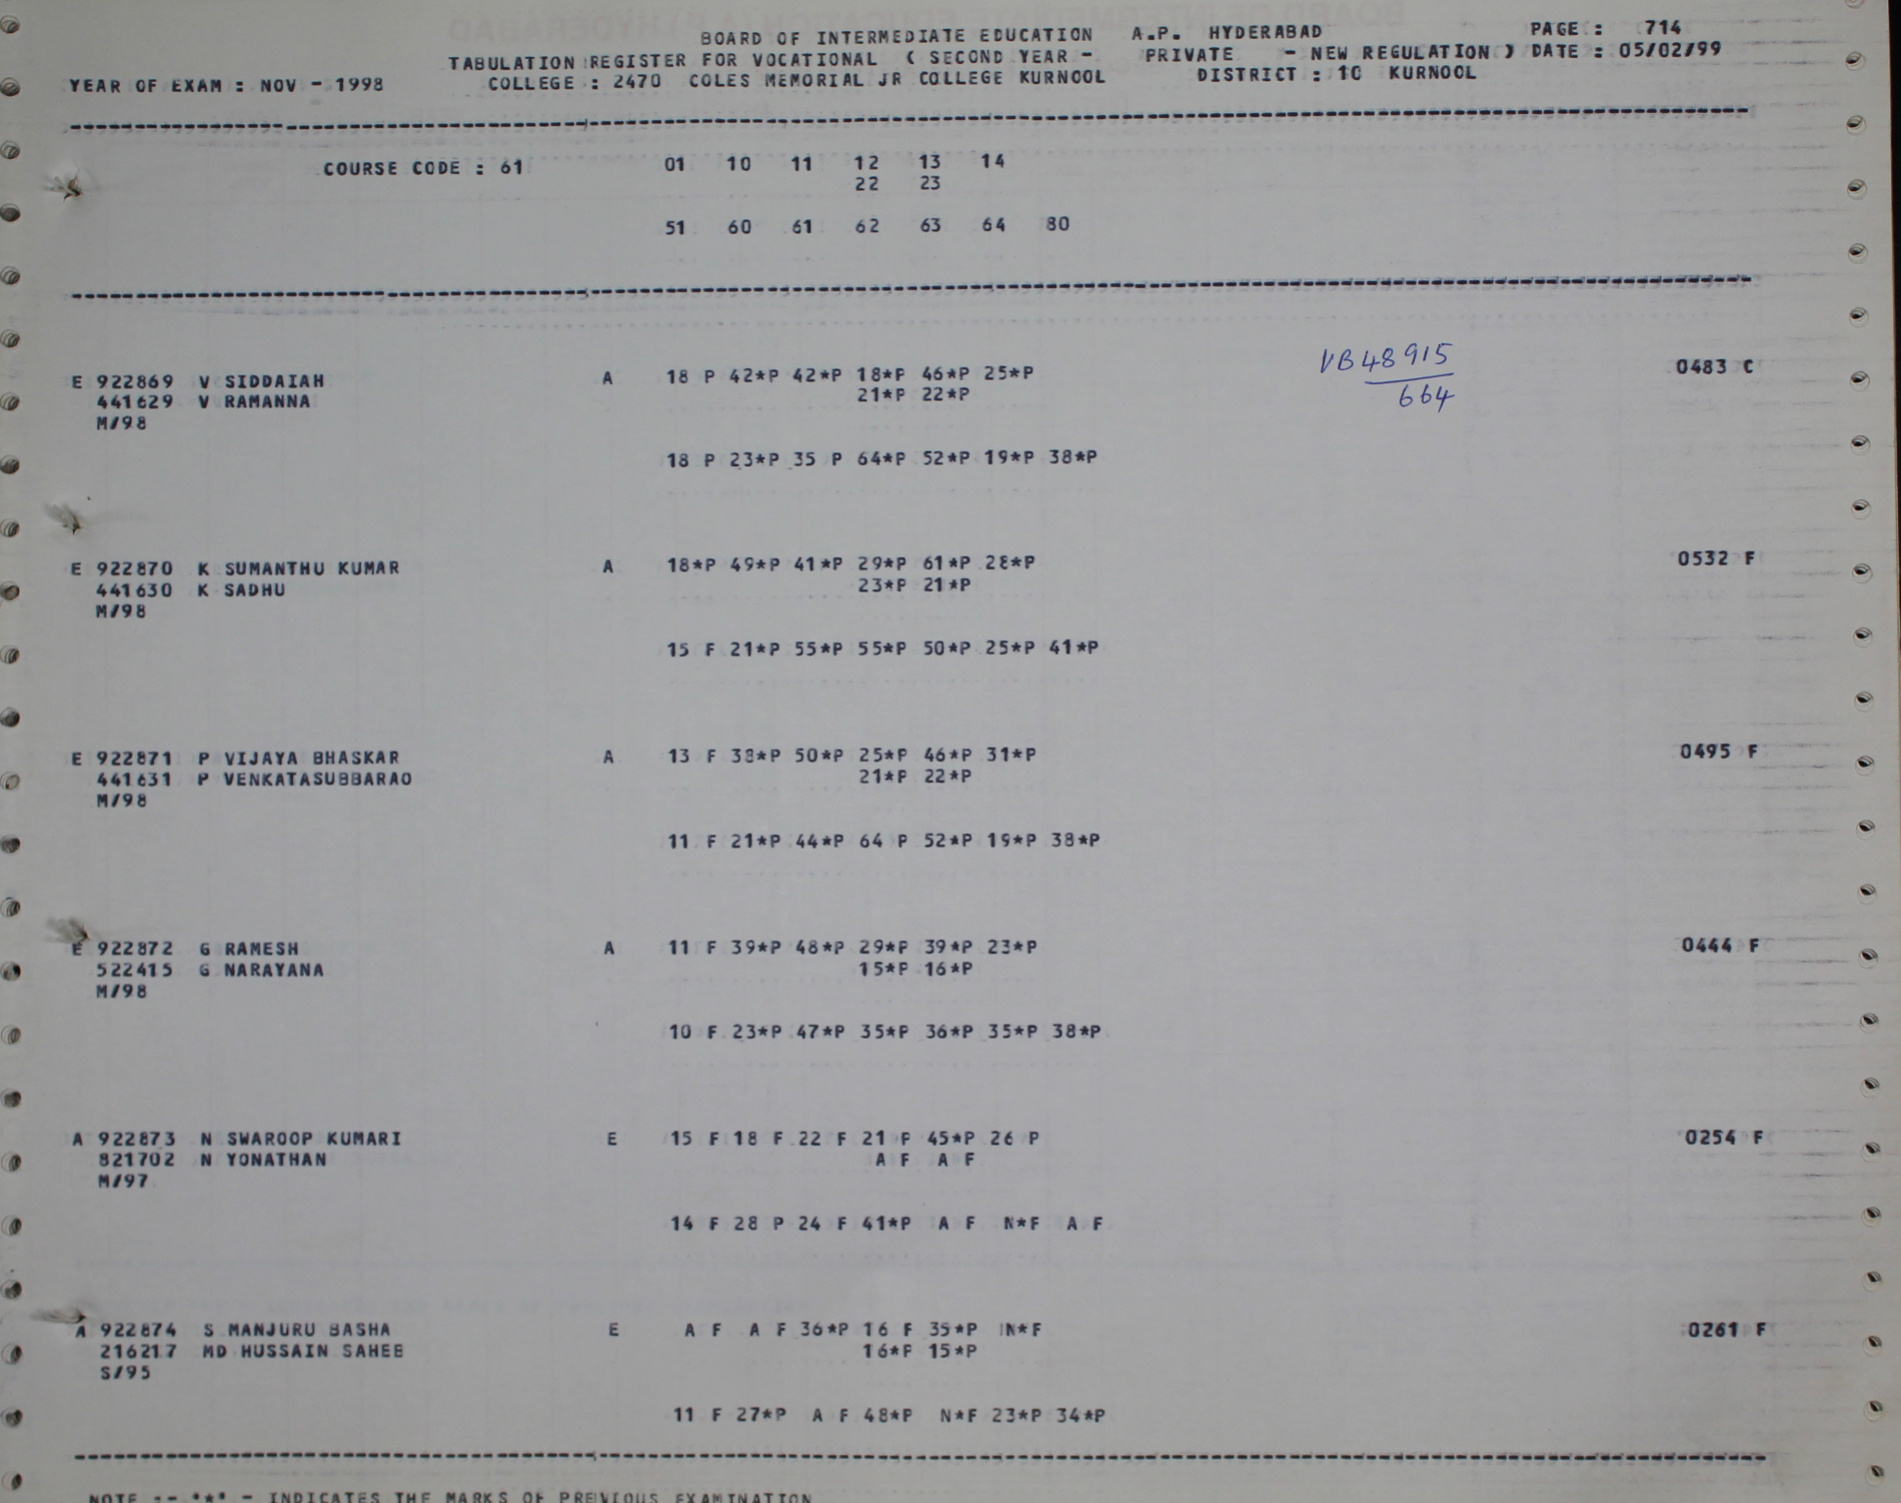 BOARD OF INTERMEDIATE EDUCATION A.P. HYDERABAD PAGE : 714
TABULATION REGISTER FOR VOCATIONAL ( SECOND YEAR - PRIVATE - NEW REGULATION ) DATE : 05/02/99
YEAR OF EXAM : NOV - 1998 COLLEGE : 2470 COLES MEMORIAL JR COLLEGE KURNOOL DISTRICT : 10 KURNOOL
COURSE CODE : 61 01 10 11 12 13 14
22 23
51 60 61 62 63 64 80
E 922869 V SIDDAIAH A 18 P 42*P 42*P 18*P 46*P 25*P VB48915 0483 C
441629 V RAMANNA 21*P 22*P 664
M/98
18 P 23*P 35 P 64*P 52*P 19*P 38*P
E 922870 K SUMANTHU KUMAR A 18*P 49*P 41*P 29*P 61*P 28*P 0532 F
441630 K SADHU 23*P 21*P
M/98
15 F 21*P 55*P 55*P 50*P 25*P 41*P
E 922871 P VIJAYA BHASKAR A 13 F 38*P 50*P 25*P 46*P 31*P 0495 F
441631 P VENKATASUBBARAO 21*P 22*P
M/98
11 F 21*P 44*P 64 P 52*P 19*P 38*P
E 922872 G RAMESH A 11 F 39*P 48*P 29*P 39*P 23*P 0444 F
522415 G NARAYANA 15*P 16*P
M/98
10 F 23*P 47*P 35*P 36*P 35*P 38*P
A 922873 N SWAROOP KUMARI E 15 F 18 F 22 F 21 P 45*P 26 P 0254 F
821702 N YONATHAN A F A F
M/97
14 F 28 P 24 F 41*P A F N*F A F
A 922874 S MANJURU BASHA E A F A F 36*P 16 F 35*P N*F 0261 F
216217 MD HUSSAIN SAHEB 16*P 15*P
S/95
11 F 27*P A F 48*P N*F 23*P 34*P
NOTE :- "*" - INDICATES THE MARKS OF PREVIOUS EXAMINATION